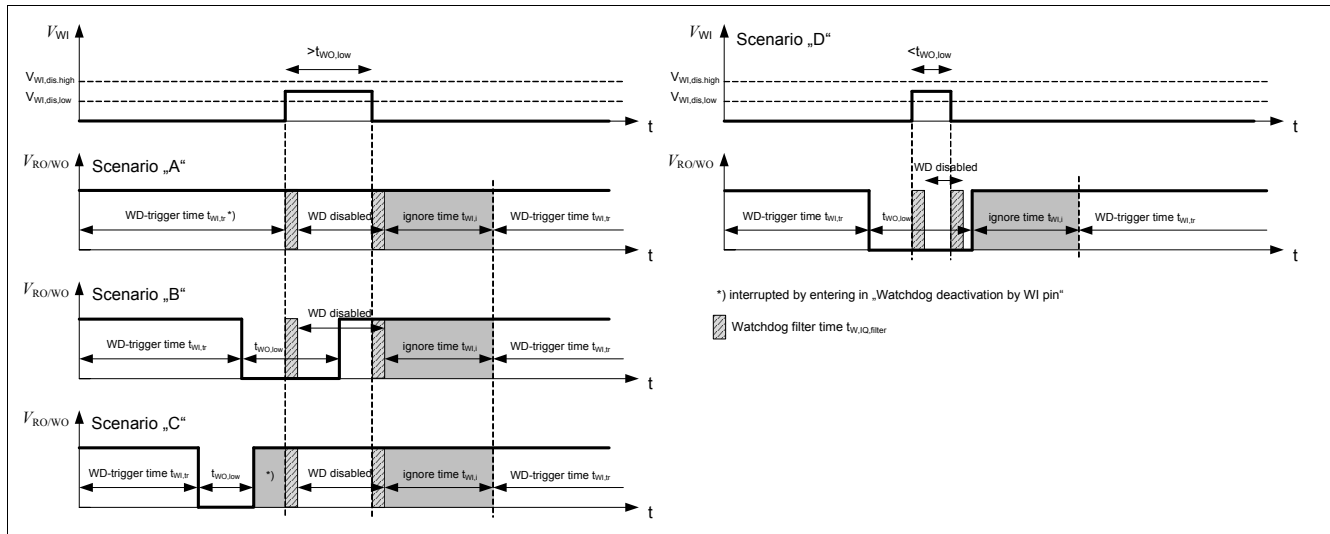 V_WI
>t_WO,low
V_WI,dis.high
V_WI,dis,low
t
V_RO/WO
Scenario „A“
WD-trigger time t_WI,tr *)
WD disabled
ignore time t_WI,i
WD-trigger time t_WI,tr
t
V_RO/WO
Scenario „B“
WD disabled
WD-trigger time t_WI,tr
t_WO,low
ignore time t_WI,i
WD-trigger time t_WI,tr
t
V_RO/WO
Scenario „C“
WD-trigger time t_WI,tr
t_WO,low
*)
WD disabled
ignore time t_WI,i
WD-trigger time t_WI,tr
t
V_WI
Scenario „D“
<t_WO,low
V_WI,dis.high
V_WI,dis,low
t
V_RO/WO
WD disabled
WD-trigger time t_WI,tr
t_WO,low
ignore time t_WI,i
WD-trigger time t_WI,tr
t
*) interrupted by entering in „Watchdog deactivation by WI pin“
Watchdog filter time t_W,IQ,filter